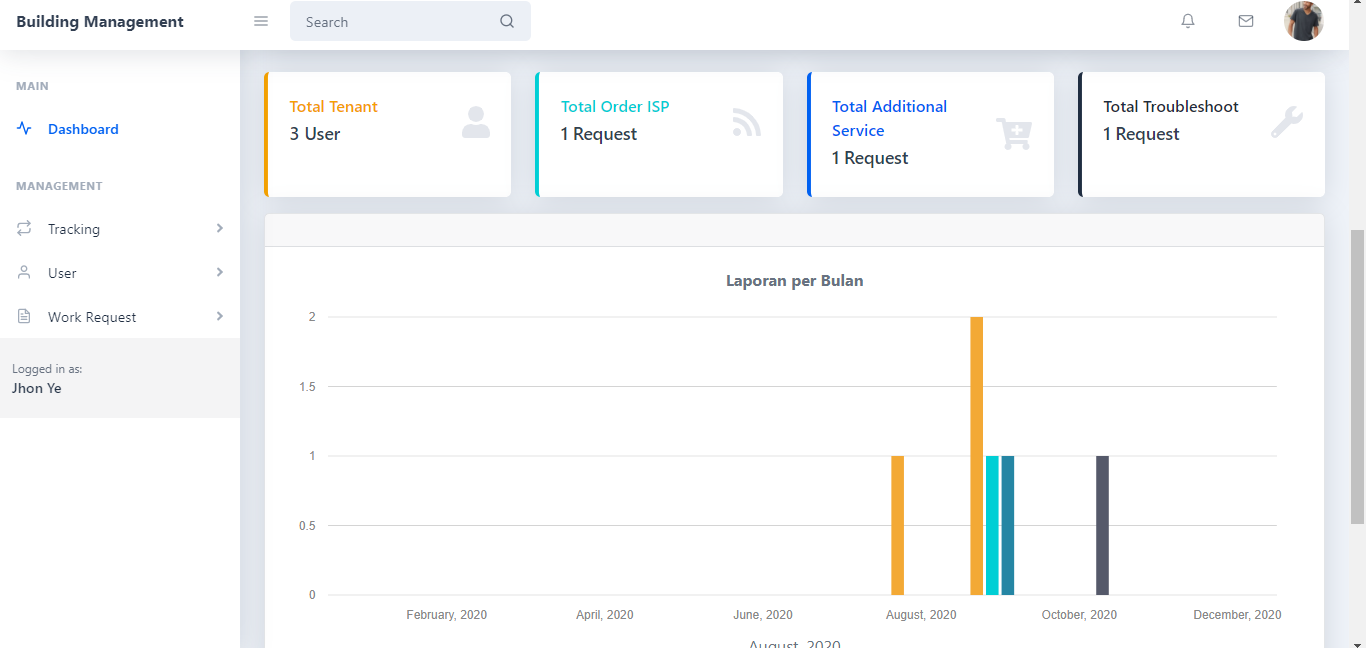 Building Management
Search
MAIN
Dashboard
MANAGEMENT
Tracking
User
Work Request
Logged in as:
Jhon Ye
Total Tenant
3 User
Total Order ISP
1 Request
Total Additional
Service
1 Request
Total Troubleshoot
1 Request
Laporan per Bulan
2
1.5
1
0.5
0
February, 2020
April, 2020
June, 2020
August, 2020
October, 2020
December, 2020
August, 2020